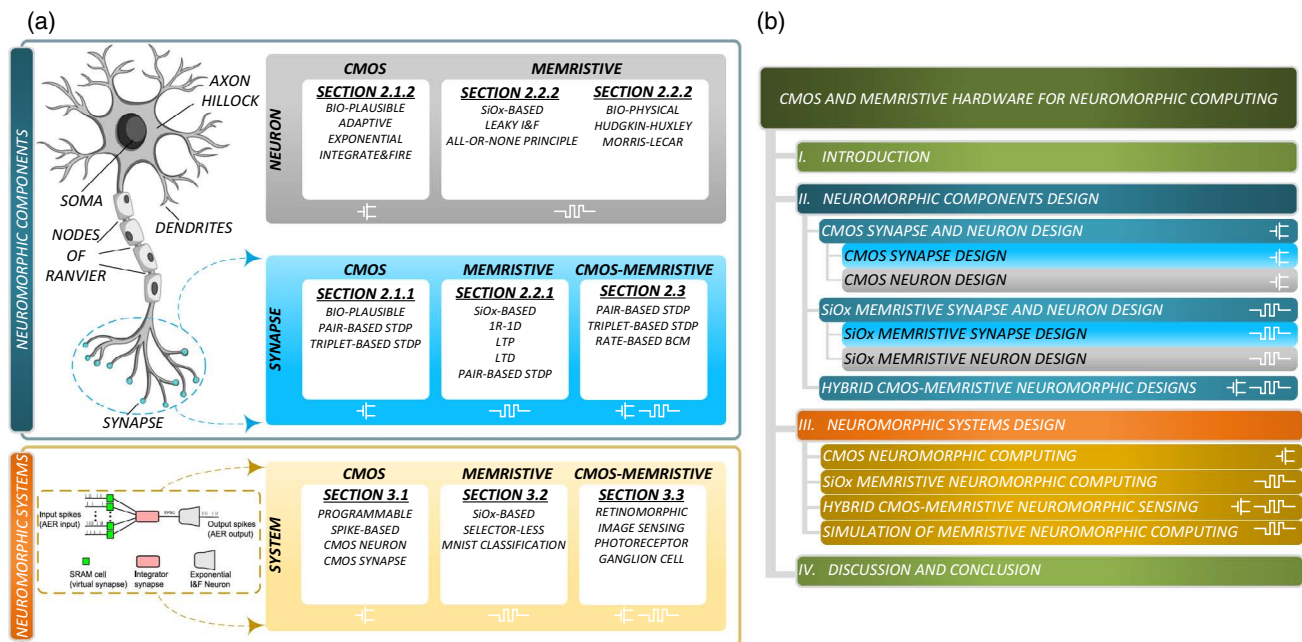 (a)
NEUROMORPHIC COMPONENTS
AXON
HILLOCK
SOMA
DENDRITES
NODES
OF
RANVIER
SYNAPSE
NEURON
CMOS
MEMRISTIVE
SECTION 2.1.2
BIO-PLAUSIBLE
ADAPTIVE
EXPONENTIAL
INTEGRATE&FIRE
SECTION 2.2.2
SiOx-BASED
LEAKY I&F
ALL-OR-NONE PRINCIPLE
SECTION 2.2.2
BIO-PHYSICAL
HUDGKIN-HUXLEY
MORRIS-LECAR
SYNAPSE
CMOS
MEMRISTIVE
CMOS-MEMRISTIVE
SECTION 2.1.1
BIO-PLAUSIBLE
PAIR-BASED STDP
TRIPLET-BASED STDP
SECTION 2.2.1
SiOx-BASED
1R-1D
LTP
LTD
PAIR-BASED STDP
SECTION 2.3
PAIR-BASED STDP
TRIPLET-BASED STDP
RATE-BASED BCM
NEUROMORPHIC SYSTEMS
Input spikes
(AER input)
Output spikes
(AER output)
SRAM cell
(virtual synapse)
Integrator
synapse
Exponential
I&F Neuron
SYSTEM
CMOS
MEMRISTIVE
CMOS-MEMRISTIVE
SECTION 3.1
PROGRAMMABLE
SPIKE-BASED
CMOS NEURON
CMOS SYNAPSE
SECTION 3.2
SiOx-BASED
SELECTOR-LESS
MNIST CLASSIFICATION
SECTION 3.3
RETINOMORPHIC
IMAGE SENSING
PHOTORECEPTOR
GANGLION CELL
(b)
CMOS AND MEMRISTIVE HARDWARE FOR NEUROMORPHIC COMPUTING
I. INTRODUCTION
II. NEUROMORPHIC COMPONENTS DESIGN
CMOS SYNAPSE AND NEURON DESIGN
CMOS SYNAPSE DESIGN
CMOS NEURON DESIGN
SiOx MEMRISTIVE SYNAPSE AND NEURON DESIGN
SiOx MEMRISTIVE SYNAPSE DESIGN
SiOx MEMRISTIVE NEURON DESIGN
HYBRID CMOS-MEMRISTIVE NEUROMORPHIC DESIGNS
III. NEUROMORPHIC SYSTEMS DESIGN
CMOS NEUROMORPHIC COMPUTING
SiOx MEMRISTIVE NEUROMORPHIC COMPUTING
HYBRID CMOS-MEMRISTIVE NEUROMORPHIC SENSING
SIMULATION OF MEMRISTIVE NEUROMORPHIC COMPUTING
IV. DISCUSSION AND CONCLUSION